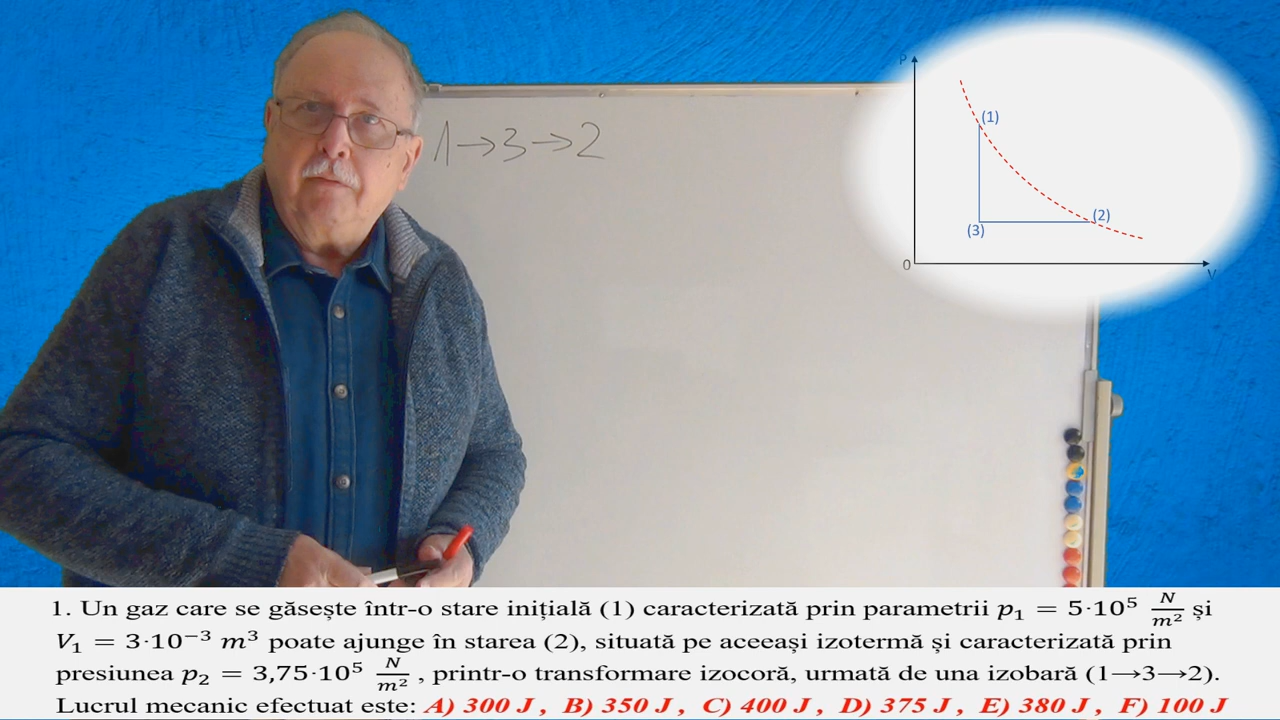 1→3→2
P
(1)
(2)
(3)
0
V
1. Un gaz care se găsește într-o stare inițială (1) caracterizată prin parametrii p₁ = 5·10⁵ N/m² și
V₁ = 3·10⁻³ m³ poate ajunge în starea (2), situată pe aceeași izotermă și caracterizată prin
presiunea p₂ = 3,75·10⁵ N/m² , printr-o transformare izocoră, urmată de una izobară (1→3→2).
Lucrul mecanic efectuat este: A) 300 J , B) 350 J , C) 400 J , D) 375 J , E) 380 J , F) 100 J